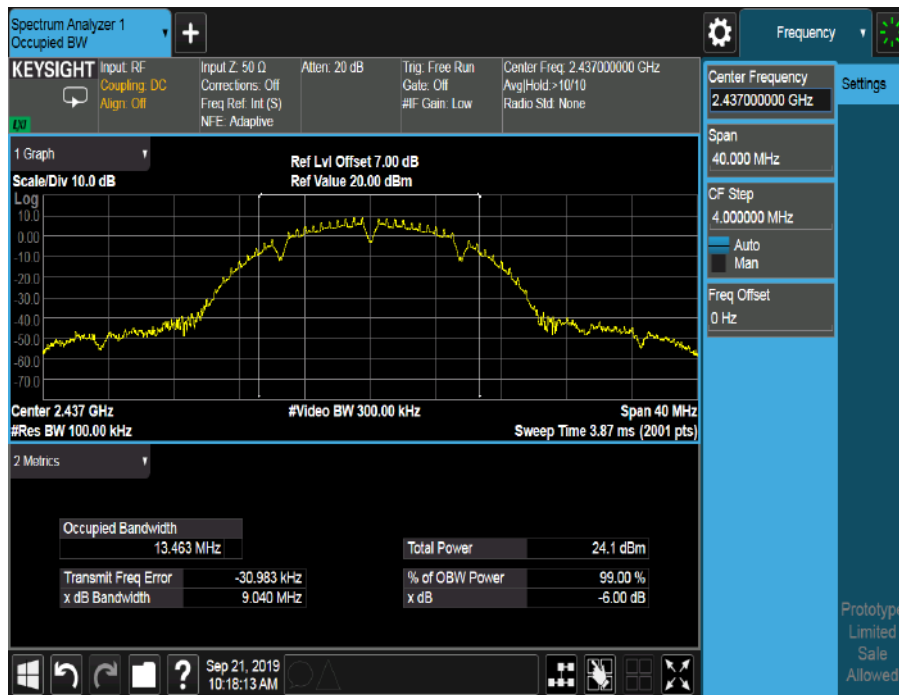 Spectrum Analyzer 1
Occupied BW
+
Frequency
KEYSIGHT
Input: RF
Coupling: DC
Align: Off
Input Z: 50 Ω
Corrections: Off
Freq Ref: Int (S)
NFE: Adaptive
Atten: 20 dB
Trig: Free Run
Gate: Off
#IF Gain: Low
Center Freq: 2.437000000 GHz
Avg|Hold:>10/10
Radio Std: None
LXI
Center Frequency
2.437000000 GHz
Settings
Span
40.000 MHz
CF Step
4.000000 MHz
Auto
Man
Freq Offset
0 Hz
1 Graph
Scale/Div 10.0 dB
Ref Lvl Offset 7.00 dB
Ref Value 20.00 dBm
Log
10.0
0.00
-10.0
-20.0
-30.0
-40.0
-50.0
-60.0
-70.0
Center 2.437 GHz
#Res BW 100.00 kHz
#Video BW 300.00 kHz
Span 40 MHz
Sweep Time 3.87 ms (2001 pts)
2 Metrics
Occupied Bandwidth
13.463 MHz
Total Power 24.1 dBm
Transmit Freq Error -30.983 kHz
% of OBW Power 99.00 %
x dB Bandwidth 9.040 MHz
x dB -6.00 dB
Prototype
Limited
Sale
Allowed
?
Sep 21, 2019
10:18:13 AM